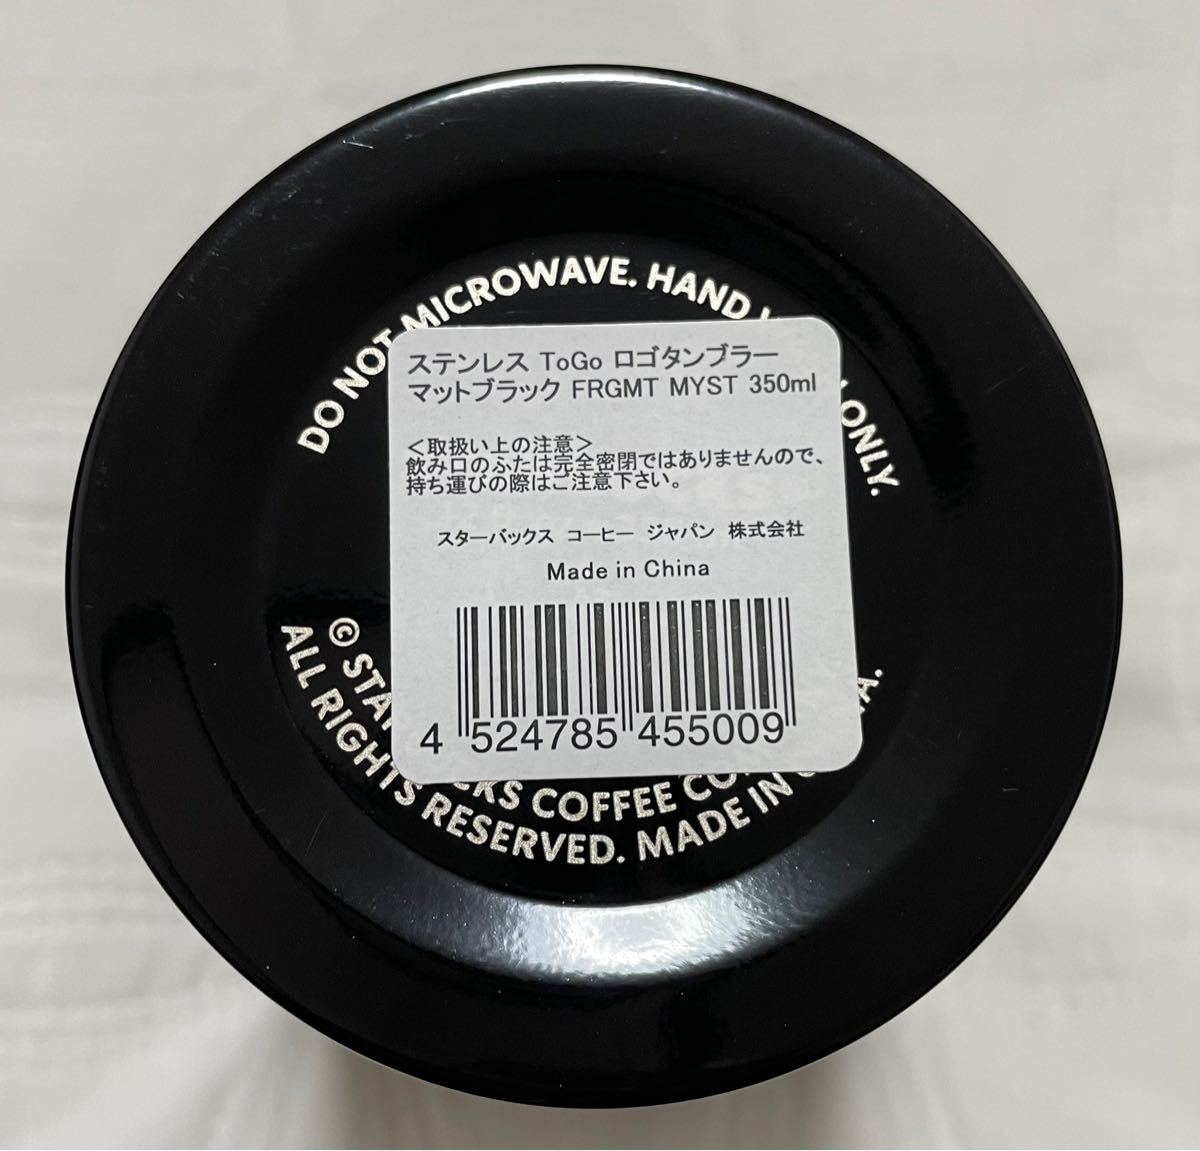 DO NOT MICROWAVE. HAND ONLY.
ステンレス ToGo ロゴタンブラー
マットブラック FRGMT MYST 350ml
＜取扱い上の注意＞
飲み口のふたは完全密閉ではありませんので、
持ち運びの際はご注意下さい。
スターバックス コーヒー ジャパン 株式会社
Made in China
4 524785 455009
© COFFEE
ALL RIGHTS RESERVED. MADE IN